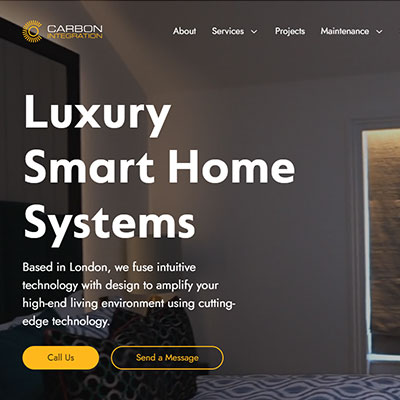 CARBON
INTEGRATION
About Services Projects Maintenance
Luxury
Smart Home
Systems
Based in London, we fuse intuitive
technology with design to amplify your
high-end living environment using cutting-
edge technology.
Call Us Send a Message